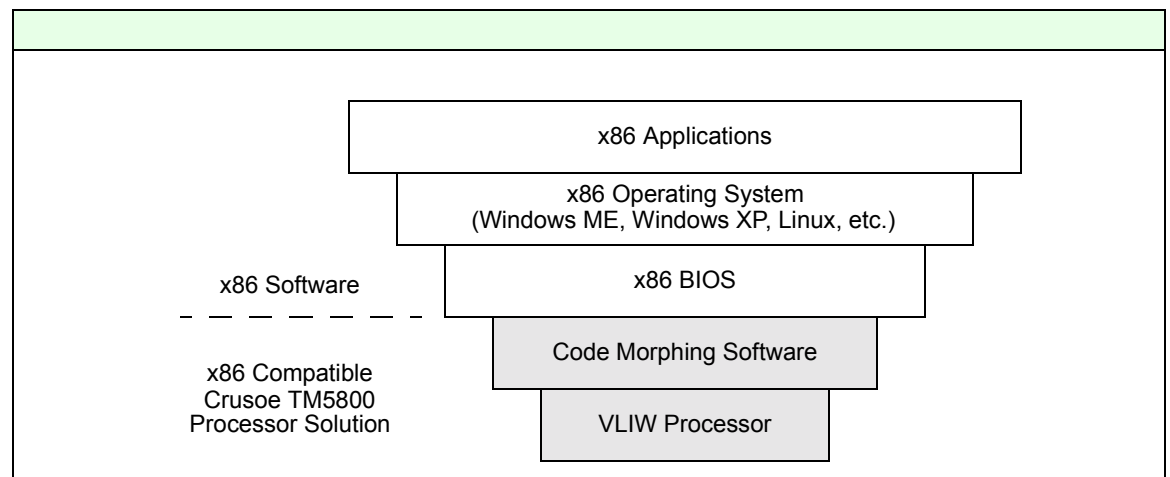 x86 Applications
x86 Operating System
(Windows ME, Windows XP, Linux, etc.)
x86 BIOS
x86 Software
Code Morphing Software
x86 Compatible
Crusoe TM5800
Processor Solution
VLIW Processor